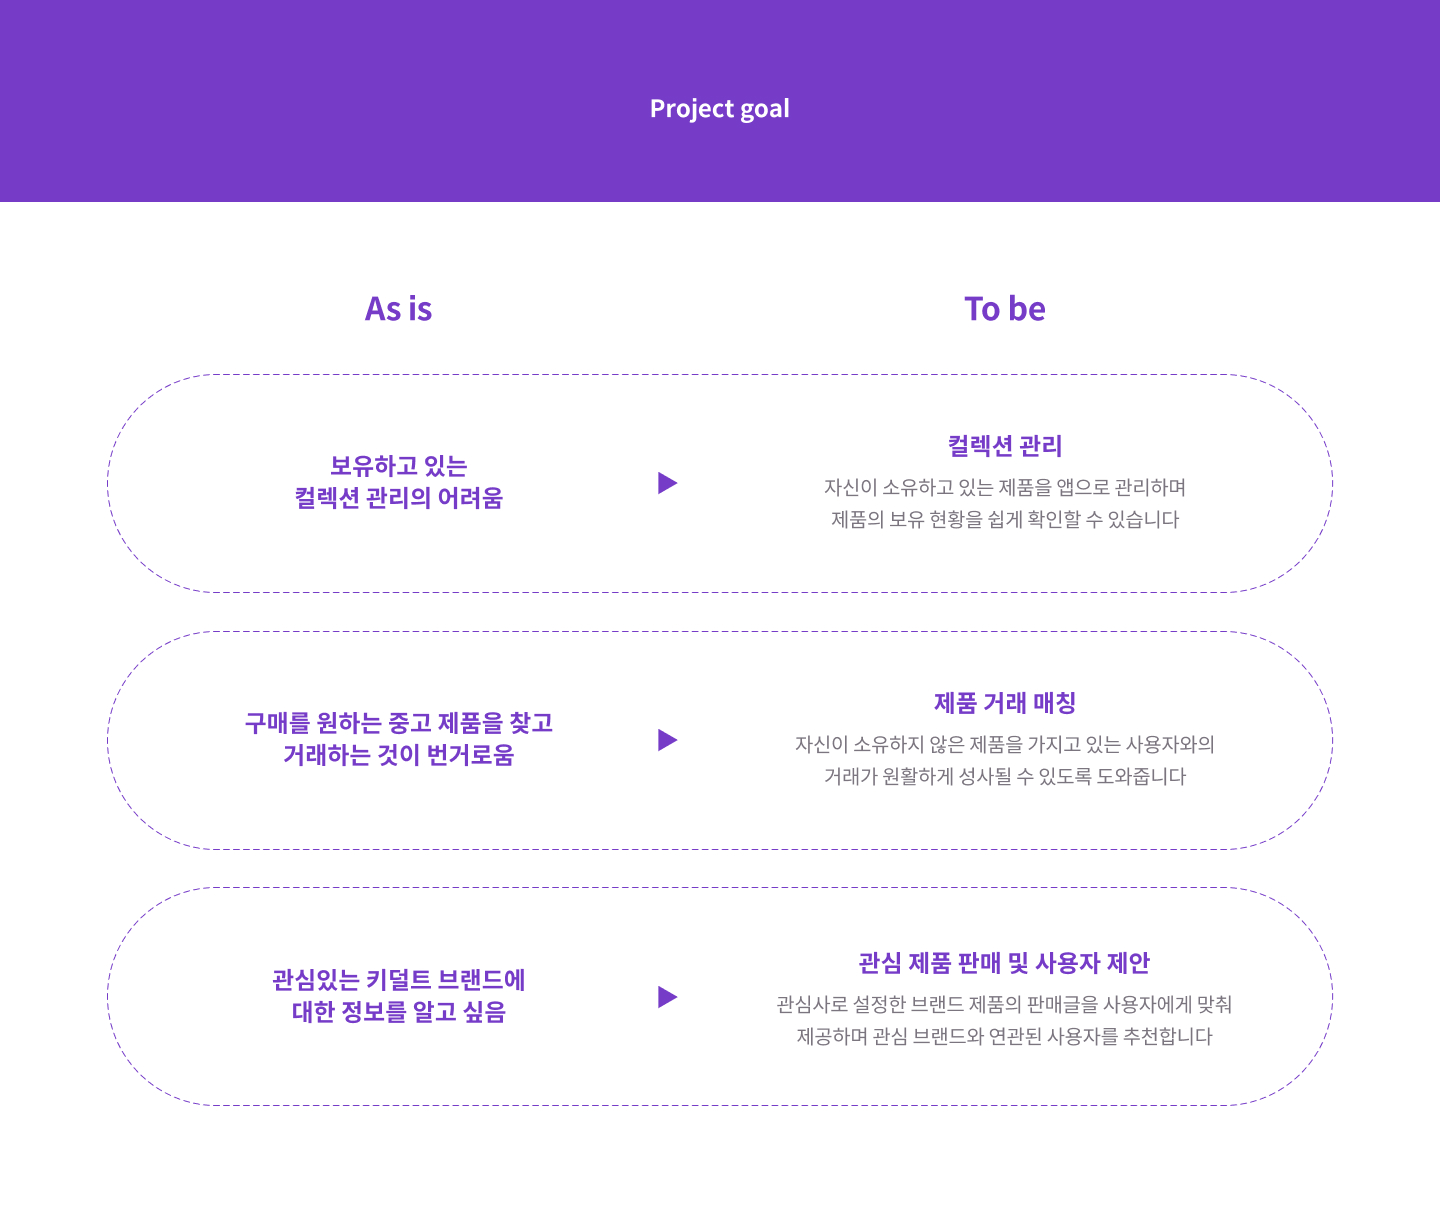 Project goal
As is
To be
보유하고 있는
컬렉션 관리의 어려움
컬렉션 관리
자신이 소유하고 있는 제품을 앱으로 관리하며
제품의 보유 현황을 쉽게 확인할 수 있습니다
구매를 원하는 중고 제품을 찾고
거래하는 것이 번거로움
제품 거래 매칭
자신이 소유하지 않은 제품을 가지고 있는 사용자와의
거래가 원활하게 성사될 수 있도록 도와줍니다
관심있는 키덜트 브랜드에
대한 정보를 알고 싶음
관심 제품 판매 및 사용자 제안
관심사로 설정한 브랜드 제품의 판매글을 사용자에게 맞춰
제공하며 관심 브랜드와 연관된 사용자를 추천합니다